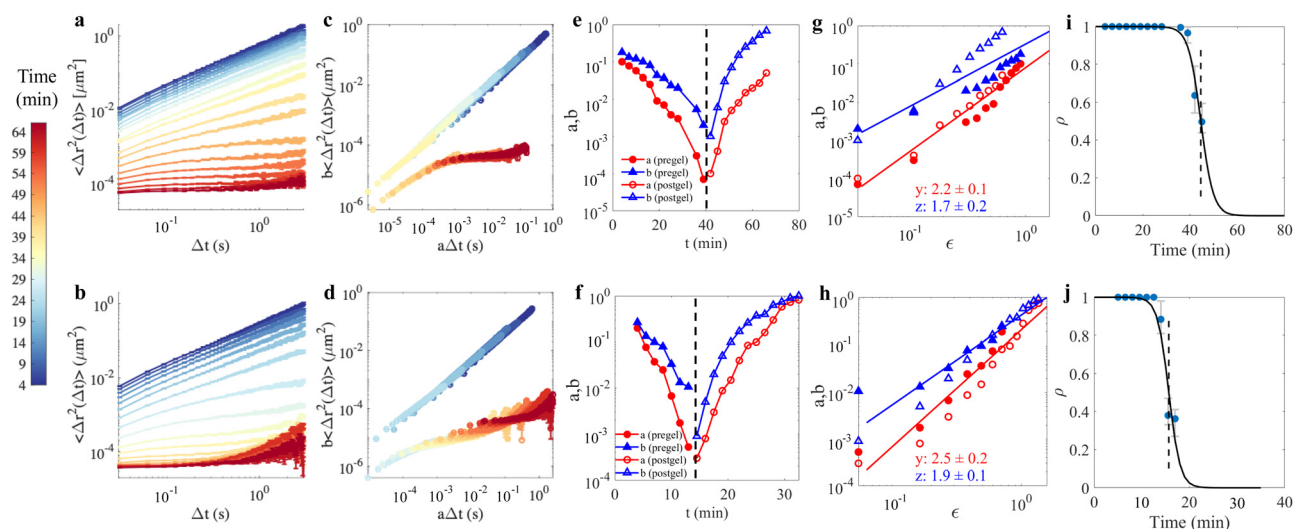 a
c
e
g
i
Time
(min)
64
59
54
49
44
39
34
29
24
19
14
9
4
<Δr²(Δt)> [μm²]
10⁰
10⁻²
10⁻⁴
10⁻¹
10⁰
Δt (s)
b<Δr²(Δt)>(μm²)
10⁰
10⁻²
10⁻⁴
10⁻⁶
10⁻⁵
10⁻⁴
10⁻³
10⁻²
10⁻¹
10⁰
aΔt (s)
a,b
10⁰
10⁻¹
10⁻²
10⁻³
10⁻⁴
10⁻⁵
a (pregel)
b (pregel)
a (postgel)
b (postgel)
0
20
40
60
80
t (min)
a,b
10⁰
10⁻¹
10⁻²
10⁻³
10⁻⁴
10⁻⁵
y: 2.2 ± 0.1
z: 1.7 ± 0.2
10⁻¹
10⁰
ϵ
ρ
1
0.8
0.6
0.4
0.2
0
0
20
40
60
80
Time (min)
b
d
f
h
j
<Δr²(Δt)> (μm²)
10⁰
10⁻²
10⁻⁴
10⁻¹
10⁰
Δt (s)
b<Δr²(Δt)> (μm²)
10⁰
10⁻²
10⁻⁴
10⁻⁶
10⁻⁴
10⁻³
10⁻²
10⁻¹
10⁰
aΔt (s)
a,b
10⁰
10⁻¹
10⁻²
10⁻³
10⁻⁴
a (pregel)
b (pregel)
a (postgel)
b (postgel)
0
10
20
30
t (min)
a,b
10⁰
10⁻¹
10⁻²
10⁻³
10⁻⁴
y: 2.5 ± 0.2
z: 1.9 ± 0.1
10⁻¹
10⁰
ϵ
ρ
1
0.8
0.6
0.4
0.2
0
0
10
20
30
40
Time (min)